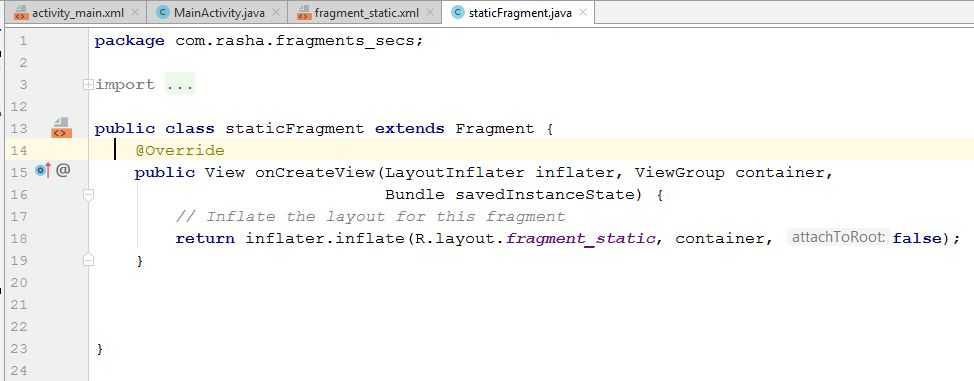 activity_main.xml MainActivity.java fragment_static.xml staticFragment.java
1 package com.rasha.fragments_secs;
2
3 import ...
12
13 public class staticFragment extends Fragment {
14 @Override
15 @ public View onCreateView(LayoutInflater inflater, ViewGroup container,
16 Bundle savedInstanceState) {
17 // Inflate the layout for this fragment
18 return inflater.inflate(R.layout.fragment_static, container, attachToRoot: false);
19 }
20
21
22
23 }
24